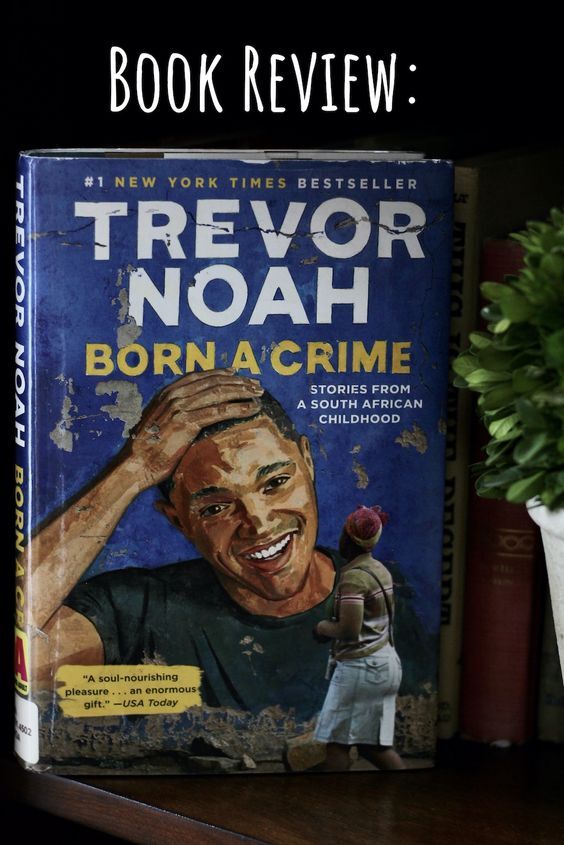 BOOK REVIEW:
#1 NEW YORK TIMES BESTSELLER
TREVOR
NOAH
BORN A CRIME
STORIES FROM
A SOUTH AFRICAN
CHILDHOOD
"A soul-nourishing
pleasure . . . an enormous
gift." —USA Today
TREVOR NOAH BORN A CR
A